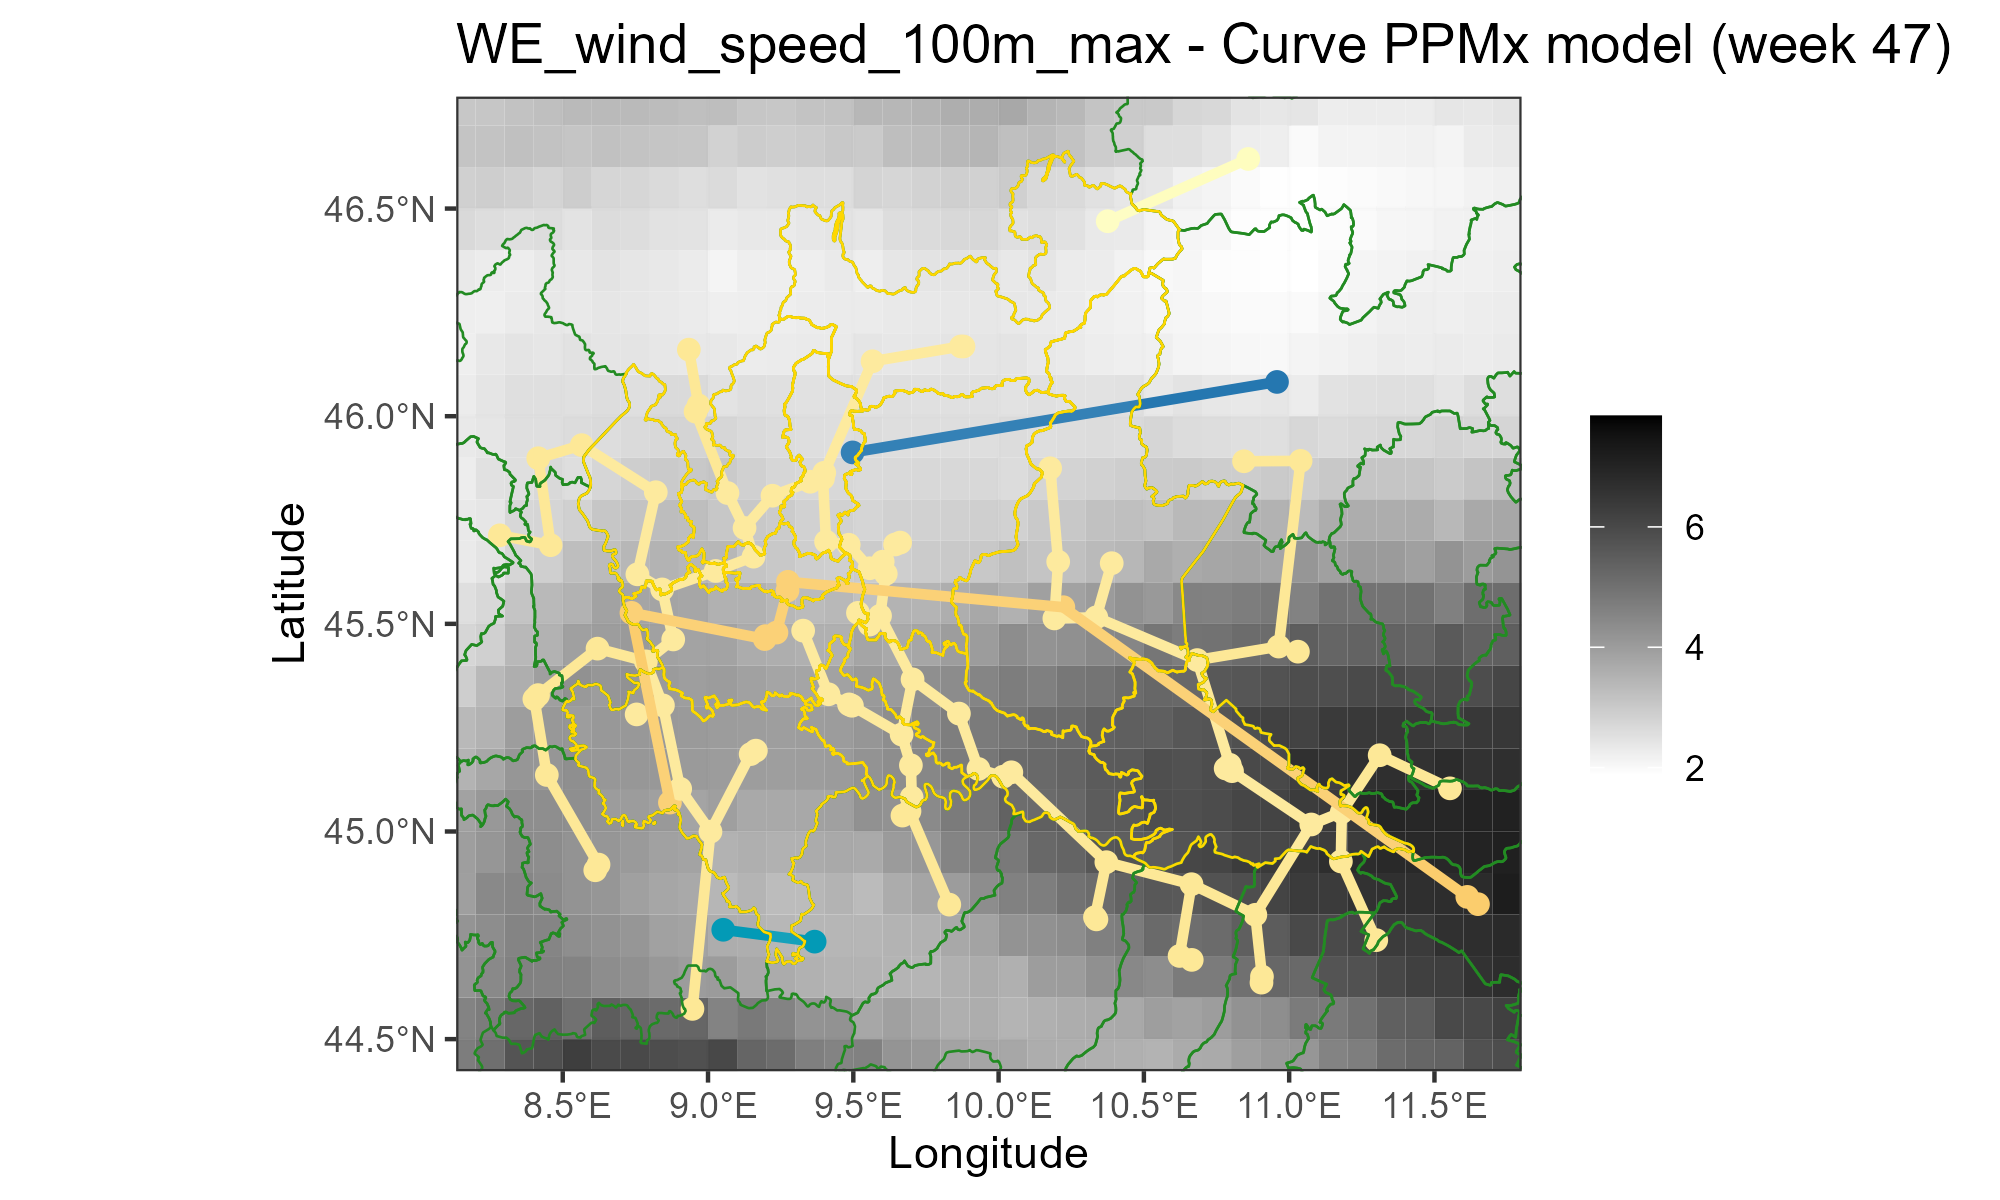 WE_wind_speed_100m_max - Curve PPMx model (week 47)
46.5°N
46.0°N
45.5°N
45.0°N
44.5°N
Latitude
8.5°E
9.0°E
9.5°E
10.0°E
10.5°E
11.0°E
11.5°E
Longitude
6
4
2